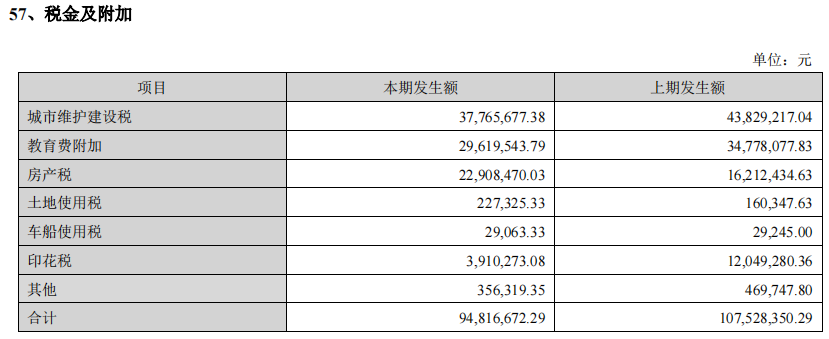 57、税金及附加
单位：元
项目 本期发生额 上期发生额
城市维护建设税 37,765,677.38 43,829,217.04
教育费附加 29,619,543.79 34,778,077.83
房产税 22,908,470.03 16,212,434.63
土地使用税 227,325.33 160,347.63
车船使用税 29,063.33 29,245.00
印花税 3,910,273.08 12,049,280.36
其他 356,319.35 469,747.80
合计 94,816,672.29 107,528,350.29